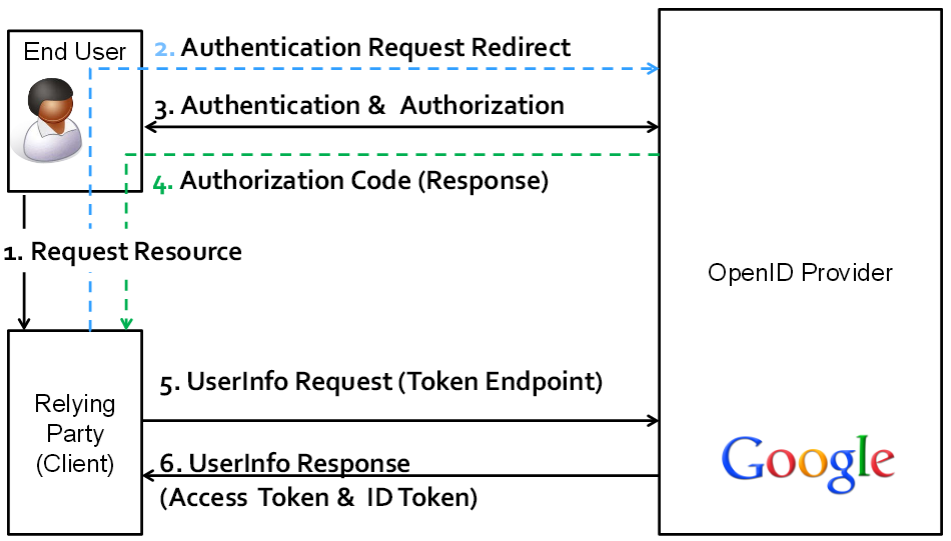 End User
2. Authentication Request Redirect
3. Authentication & Authorization
4. Authorization Code (Response)
1. Request Resource
OpenID Provider
5. UserInfo Request (Token Endpoint)
Relying
Party
(Client)
6. UserInfo Response
(Access Token & ID Token)
Google